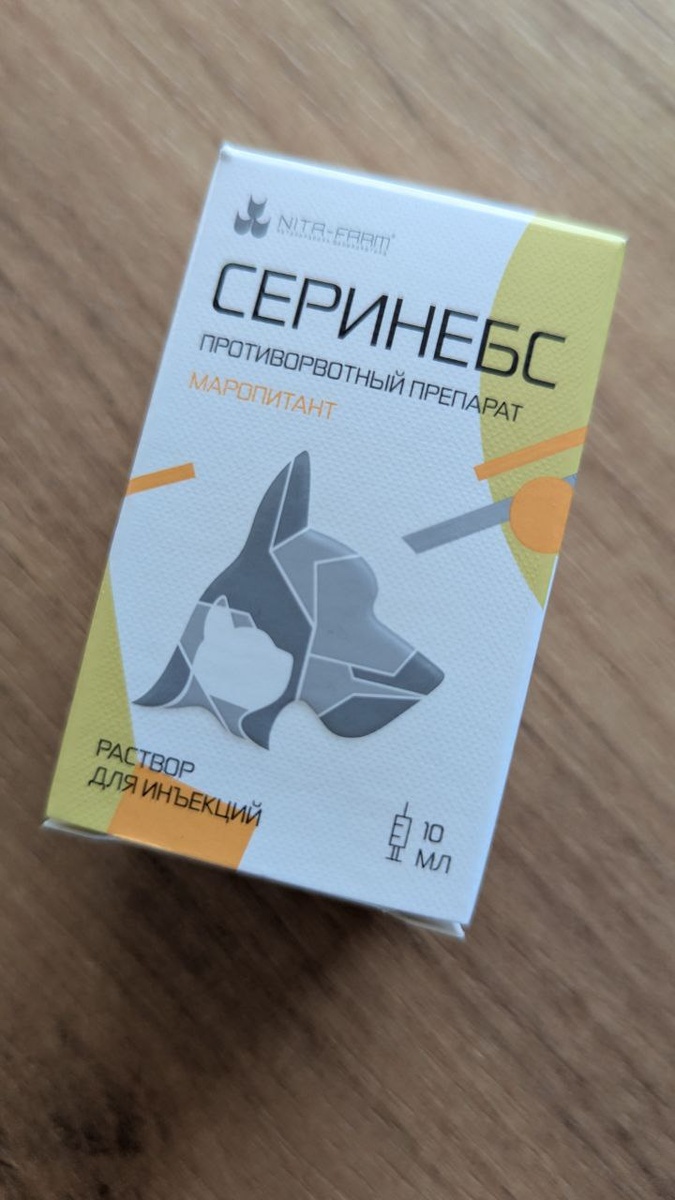 NITA-FARM®
СЕРИНЕБС
ПРОТИВОРВОТНЫЙ ПРЕПАРАТ
МАРОПИТАНТ
РАСТВОР
ДЛЯ ИНЪЕКЦИЙ
10
МЛ